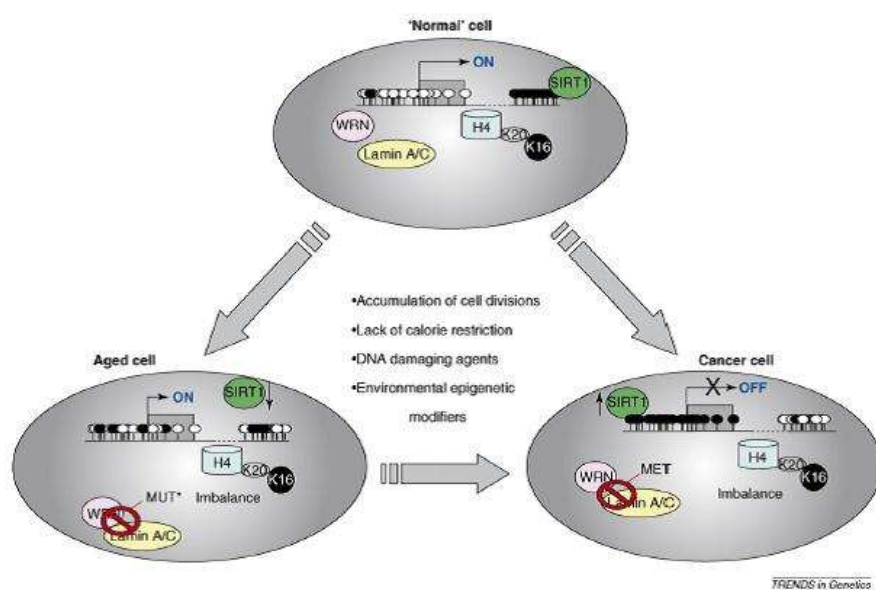 'Normal' cell
ON
SIRT1
WRN
H4
K20
K16
Lamin A/C
•Accumulation of cell divisions
•Lack of calorie restriction
•DNA damaging agents
•Environmental epigenetic
modifiers
Aged cell
ON
SIRT1
H4
K20
K16
MUT*
Imbalance
Lamin A/C
Cancer cell
X
OFF
SIRT1
H4
K20
K16
WRN
MET
Imbalance
Lamin A/C
TRENDS in Genetics